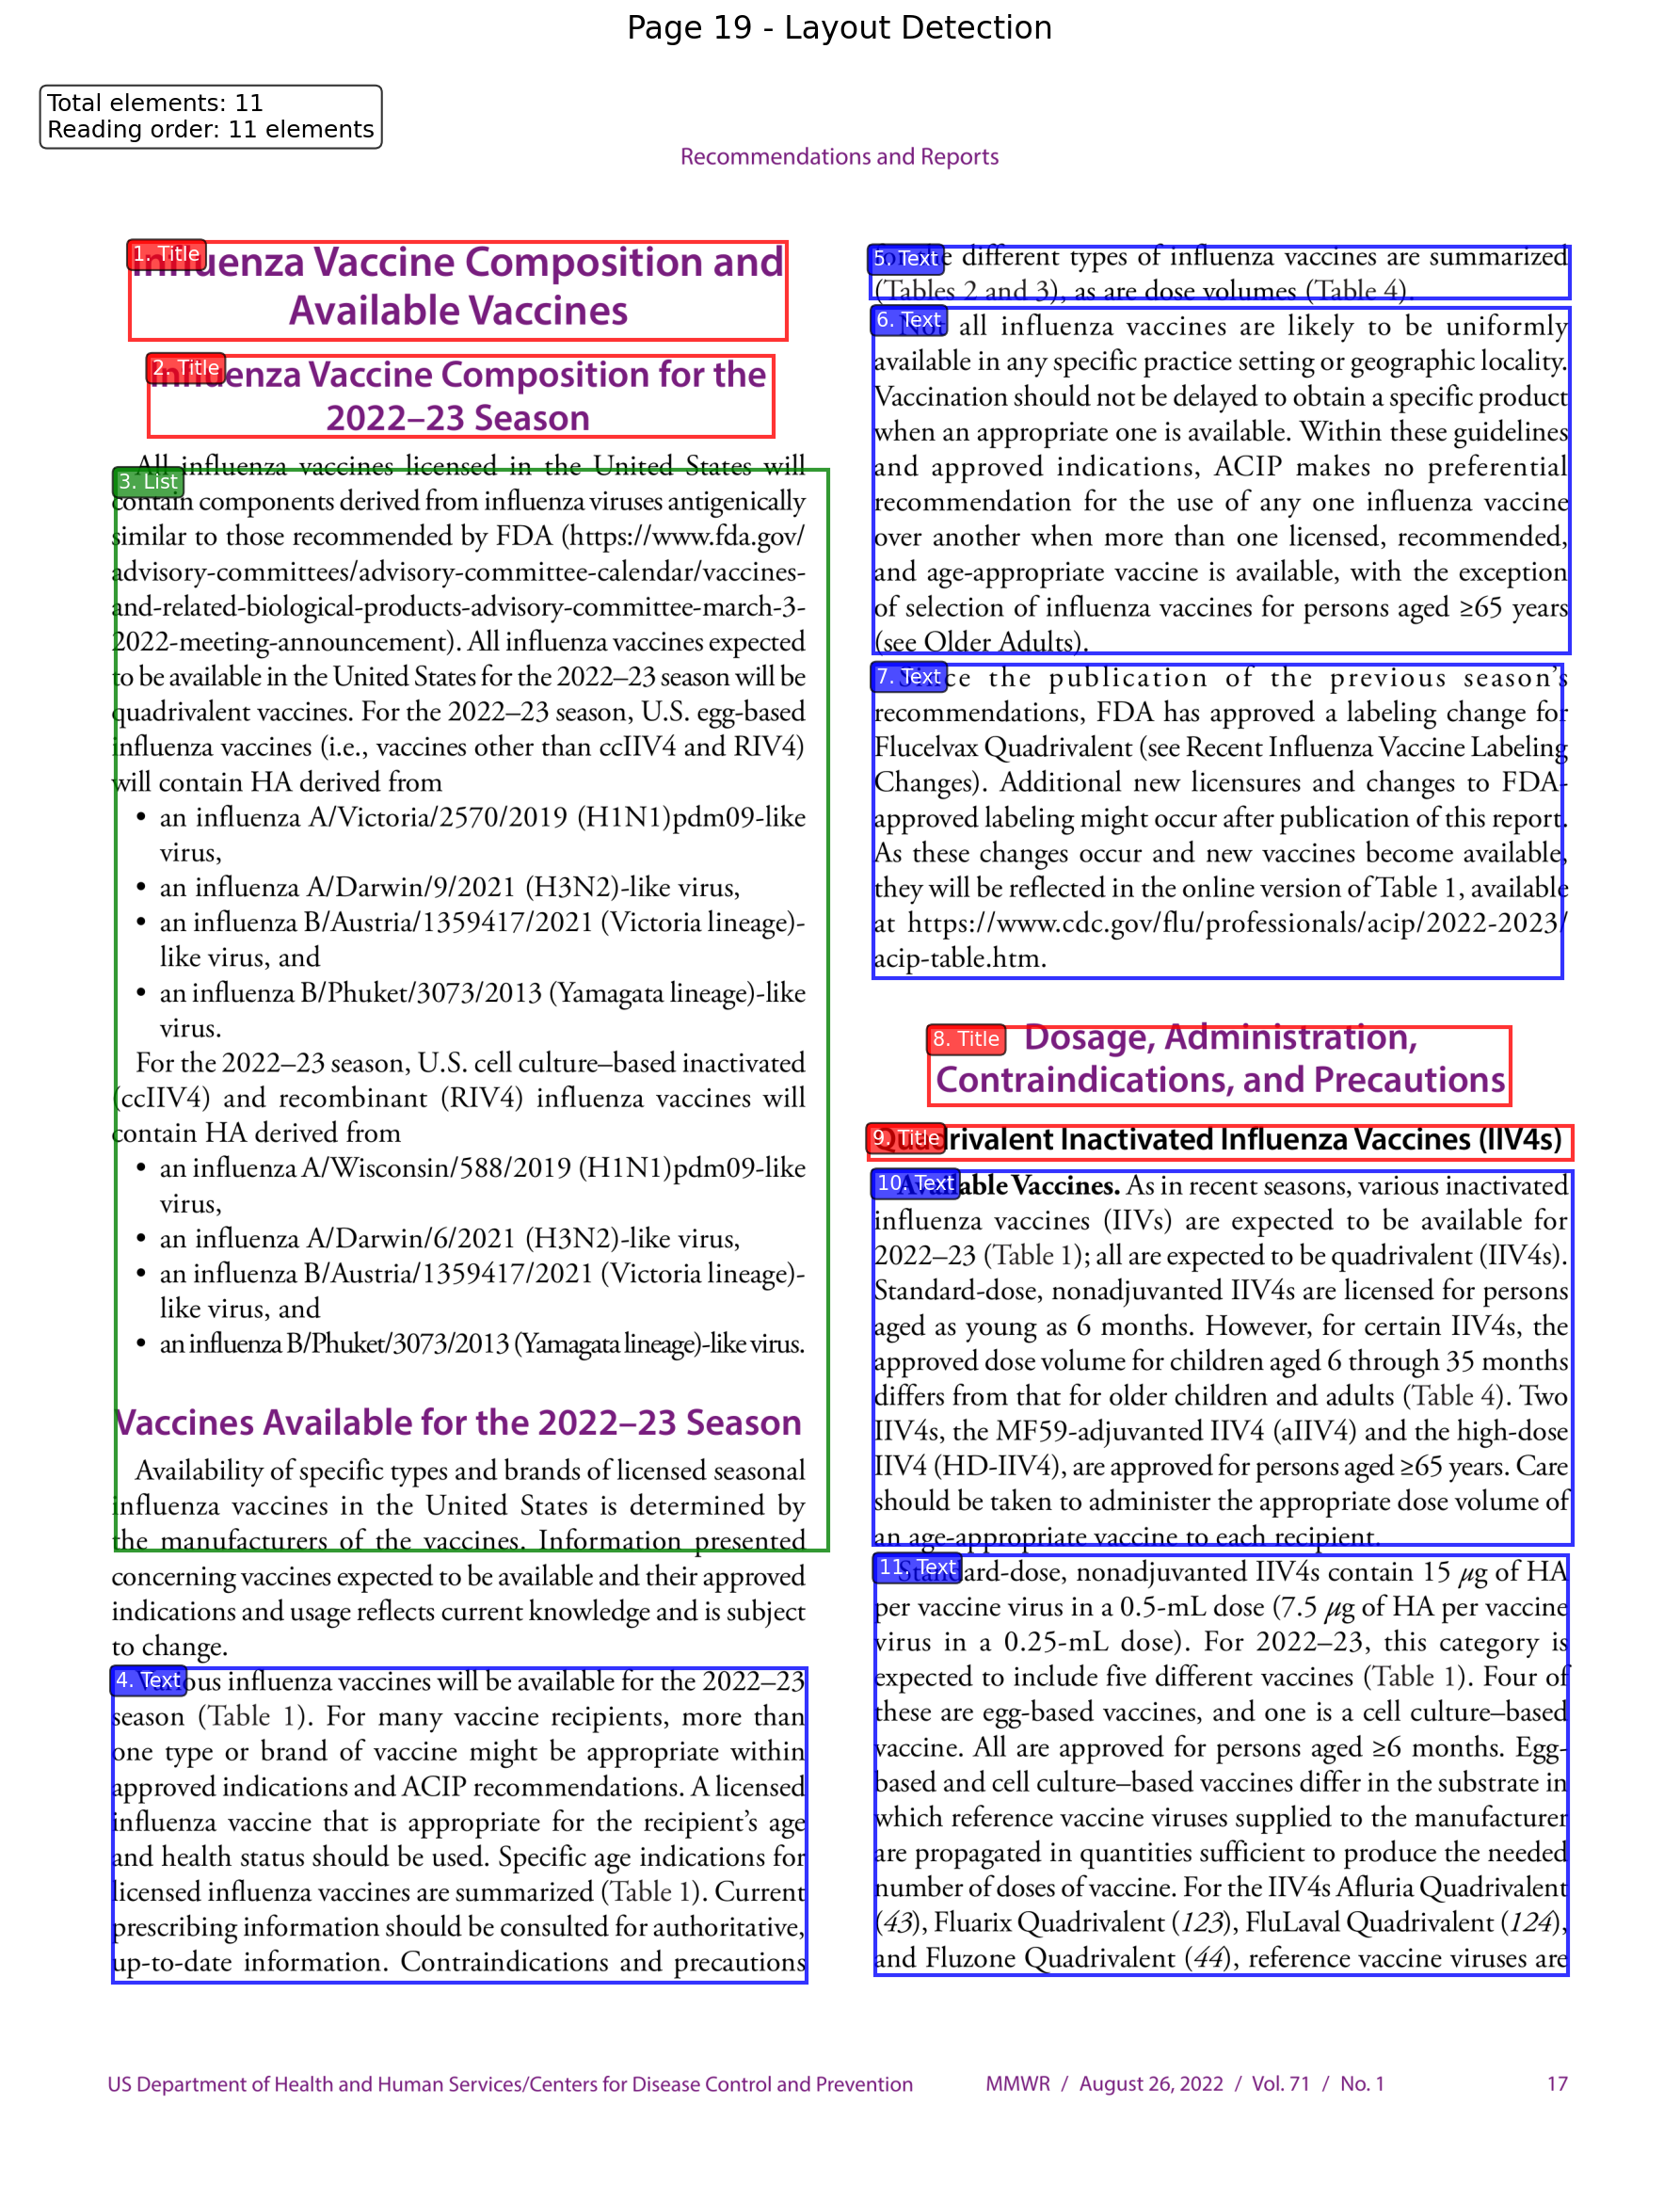 Page 19 - Layout Detection
Total elements: 11
Reading order: 11 elements
Recommendations and Reports
1. Title
Influenza Vaccine Composition and
Available Vaccines
2. Title
Influenza Vaccine Composition for the
2022–23 Season
All influenza vaccines licensed in the United States will
3. List
contain components derived from influenza viruses antigenically
similar to those recommended by FDA (https://www.fda.gov/
advisory-committees/advisory-committee-calendar/vaccines-
and-related-biological-products-advisory-committee-march-3-
2022-meeting-announcement). All influenza vaccines expected
to be available in the United States for the 2022–23 season will be
quadrivalent vaccines. For the 2022–23 season, U.S. egg-based
influenza vaccines (i.e., vaccines other than ccIIV4 and RIV4)
will contain HA derived from
• an influenza A/Victoria/2570/2019 (H1N1)pdm09-like
virus,
• an influenza A/Darwin/9/2021 (H3N2)-like virus,
• an influenza B/Austria/1359417/2021 (Victoria lineage)-
like virus, and
• an influenza B/Phuket/3073/2013 (Yamagata lineage)-like
virus.
For the 2022–23 season, U.S. cell culture–based inactivated
(ccIIV4) and recombinant (RIV4) influenza vaccines will
contain HA derived from
• an influenza A/Wisconsin/588/2019 (H1N1)pdm09-like
virus,
• an influenza A/Darwin/6/2021 (H3N2)-like virus,
• an influenza B/Austria/1359417/2021 (Victoria lineage)-
like virus, and
• an influenza B/Phuket/3073/2013 (Yamagata lineage)-like virus.
Vaccines Available for the 2022–23 Season
Availability of specific types and brands of licensed seasonal
influenza vaccines in the United States is determined by
the manufacturers of the vaccines. Information presented
concerning vaccines expected to be available and their approved
indications and usage reflects current knowledge and is subject
to change.
4. Text
Various influenza vaccines will be available for the 2022–23
season (Table 1). For many vaccine recipients, more than
one type or brand of vaccine might be appropriate within
approved indications and ACIP recommendations. A licensed
influenza vaccine that is appropriate for the recipient’s age
and health status should be used. Specific age indications for
licensed influenza vaccines are summarized (Table 1). Current
prescribing information should be consulted for authoritative,
up-to-date information. Contraindications and precautions
5. Text
for the different types of influenza vaccines are summarized
(Tables 2 and 3), as are dose volumes (Table 4).
6. Text
Not all influenza vaccines are likely to be uniformly
available in any specific practice setting or geographic locality.
Vaccination should not be delayed to obtain a specific product
when an appropriate one is available. Within these guidelines
and approved indications, ACIP makes no preferential
recommendation for the use of any one influenza vaccine
over another when more than one licensed, recommended,
and age-appropriate vaccine is available, with the exception
of selection of influenza vaccines for persons aged ≥65 years
(see Older Adults).
7. Text
Since the publication of the previous season’s
recommendations, FDA has approved a labeling change for
Flucelvax Quadrivalent (see Recent Influenza Vaccine Labeling
Changes). Additional new licensures and changes to FDA-
approved labeling might occur after publication of this report.
As these changes occur and new vaccines become available,
they will be reflected in the online version of Table 1, available
at https://www.cdc.gov/flu/professionals/acip/2022-2023/
acip-table.htm.
8. Title
Dosage, Administration,
Contraindications, and Precautions
9. Title
Quadrivalent Inactivated Influenza Vaccines (IIV4s)
10. Text
Available Vaccines. As in recent seasons, various inactivated
influenza vaccines (IIVs) are expected to be available for
2022–23 (Table 1); all are expected to be quadrivalent (IIV4s).
Standard-dose, nonadjuvanted IIV4s are licensed for persons
aged as young as 6 months. However, for certain IIV4s, the
approved dose volume for children aged 6 through 35 months
differs from that for older children and adults (Table 4). Two
IIV4s, the MF59-adjuvanted IIV4 (aIIV4) and the high-dose
IIV4 (HD-IIV4), are approved for persons aged ≥65 years. Care
should be taken to administer the appropriate dose volume of
an age-appropriate vaccine to each recipient.
11. Text
Standard-dose, nonadjuvanted IIV4s contain 15 µg of HA
per vaccine virus in a 0.5-mL dose (7.5 µg of HA per vaccine
virus in a 0.25-mL dose). For 2022–23, this category is
expected to include five different vaccines (Table 1). Four of
these are egg-based vaccines, and one is a cell culture–based
vaccine. All are approved for persons aged ≥6 months. Egg-
based and cell culture–based vaccines differ in the substrate in
which reference vaccine viruses supplied to the manufacturer
are propagated in quantities sufficient to produce the needed
number of doses of vaccine. For the IIV4s Afluria Quadrivalent
(43), Fluarix Quadrivalent (123), FluLaval Quadrivalent (124),
and Fluzone Quadrivalent (44), reference vaccine viruses are
US Department of Health and Human Services/Centers for Disease Control and Prevention MMWR / August 26, 2022 / Vol. 71 / No. 1 17